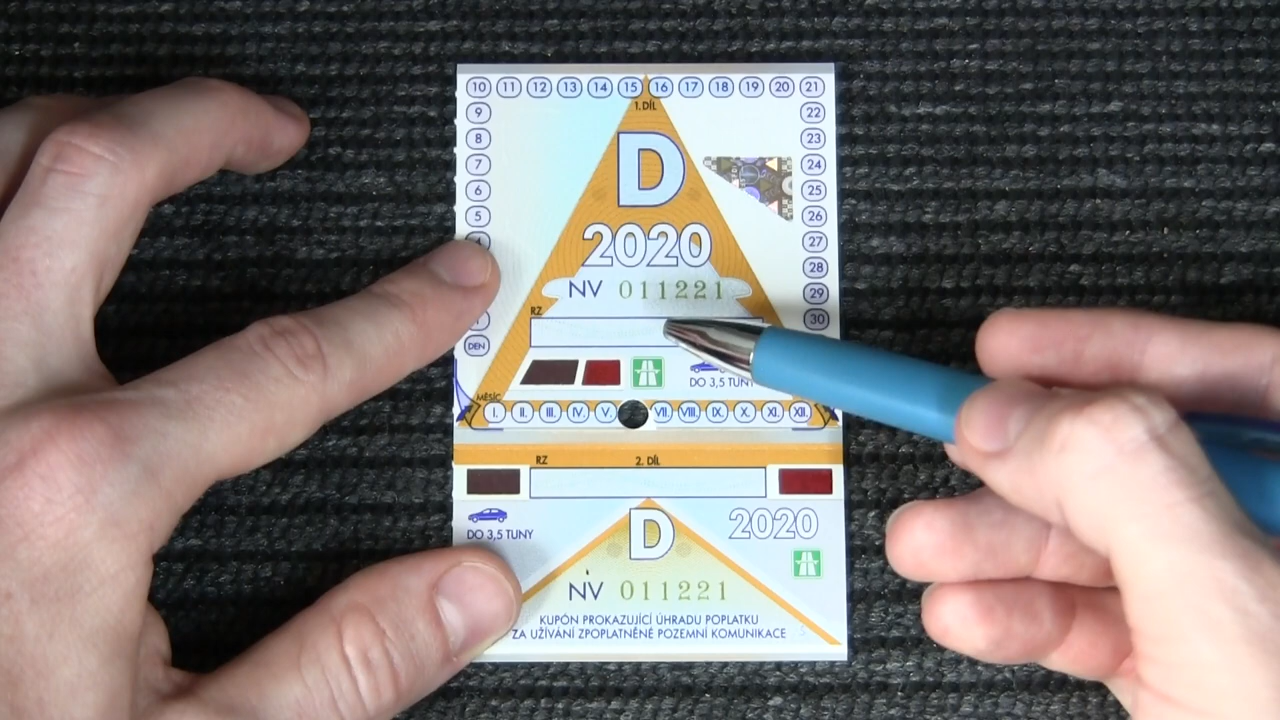 10 11 12 13 14 15 16 17 18 19 20 21
1. DÍL
9 22
8 23
7 24
6 25
5 26
27
28
29
30
D
2020
NV 011221
RZ
DEN
DO 3,5 TUNY
MĚSÍC
I. II. III. IV. V. VII. VIII. IX. X. XI. XII.
RZ 2. DÍL
DO 3,5 TUNY
D
2020
NV 011221
KUPÓN PROKAZUJÍCÍ ÚHRADU POPLATKU
ZA UŽÍVÁNÍ ZPOPLATNĚNÉ POZEMNÍ KOMUNIKACE